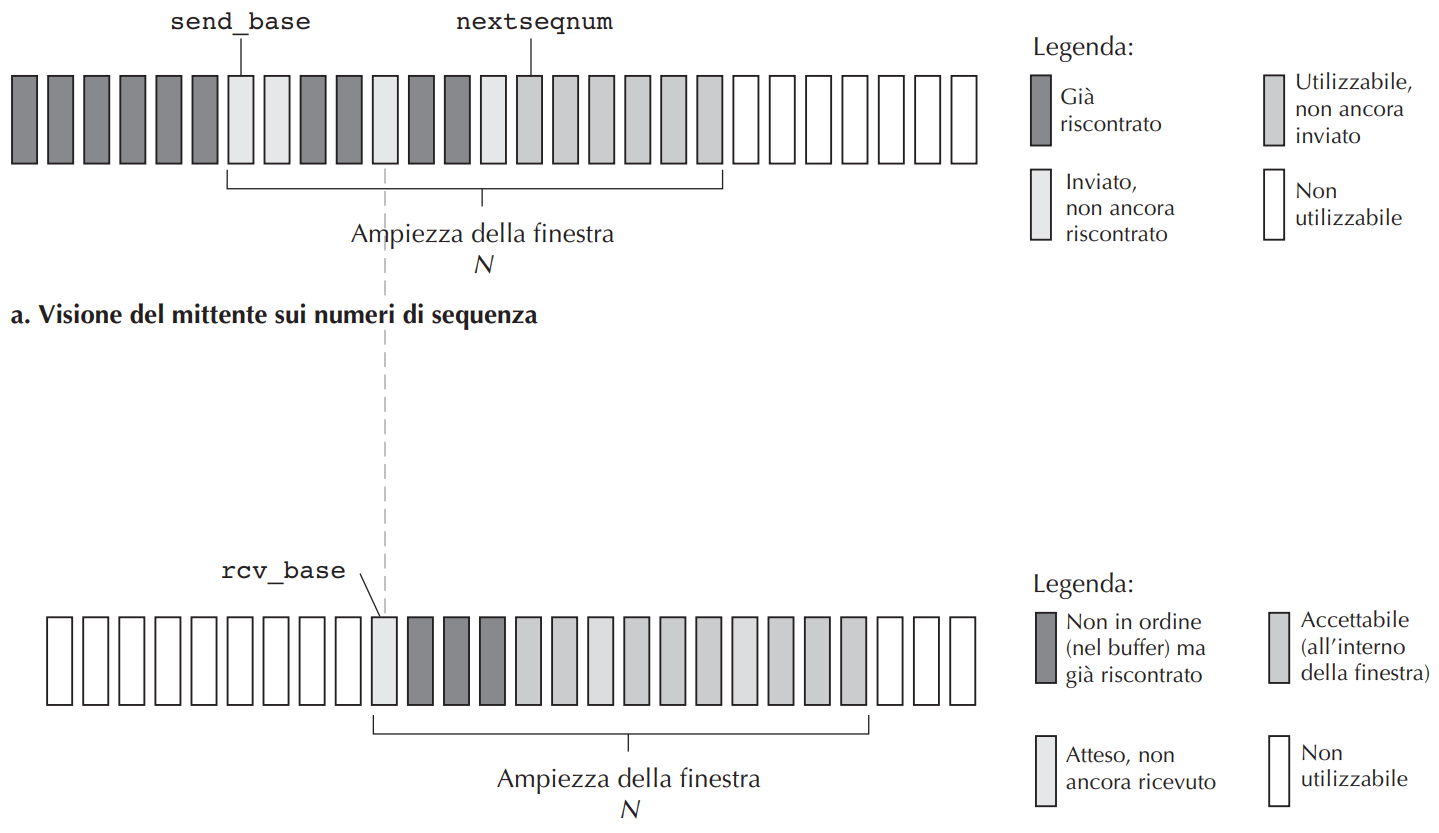 send_base
nextseqnum
Legenda:
Già
riscontrato
Utilizzabile,
non ancora
inviato
Inviato,
non ancora
riscontrato
Non
utilizzabile
Ampiezza della finestra
N
a. Visione del mittente sui numeri di sequenza
rcv_base
Legenda:
Non in ordine
(nel buffer) ma
già riscontrato
Accettabile
(all'interno
della finestra)
Atteso, non
ancora ricevuto
Non
utilizzabile
Ampiezza della finestra
N